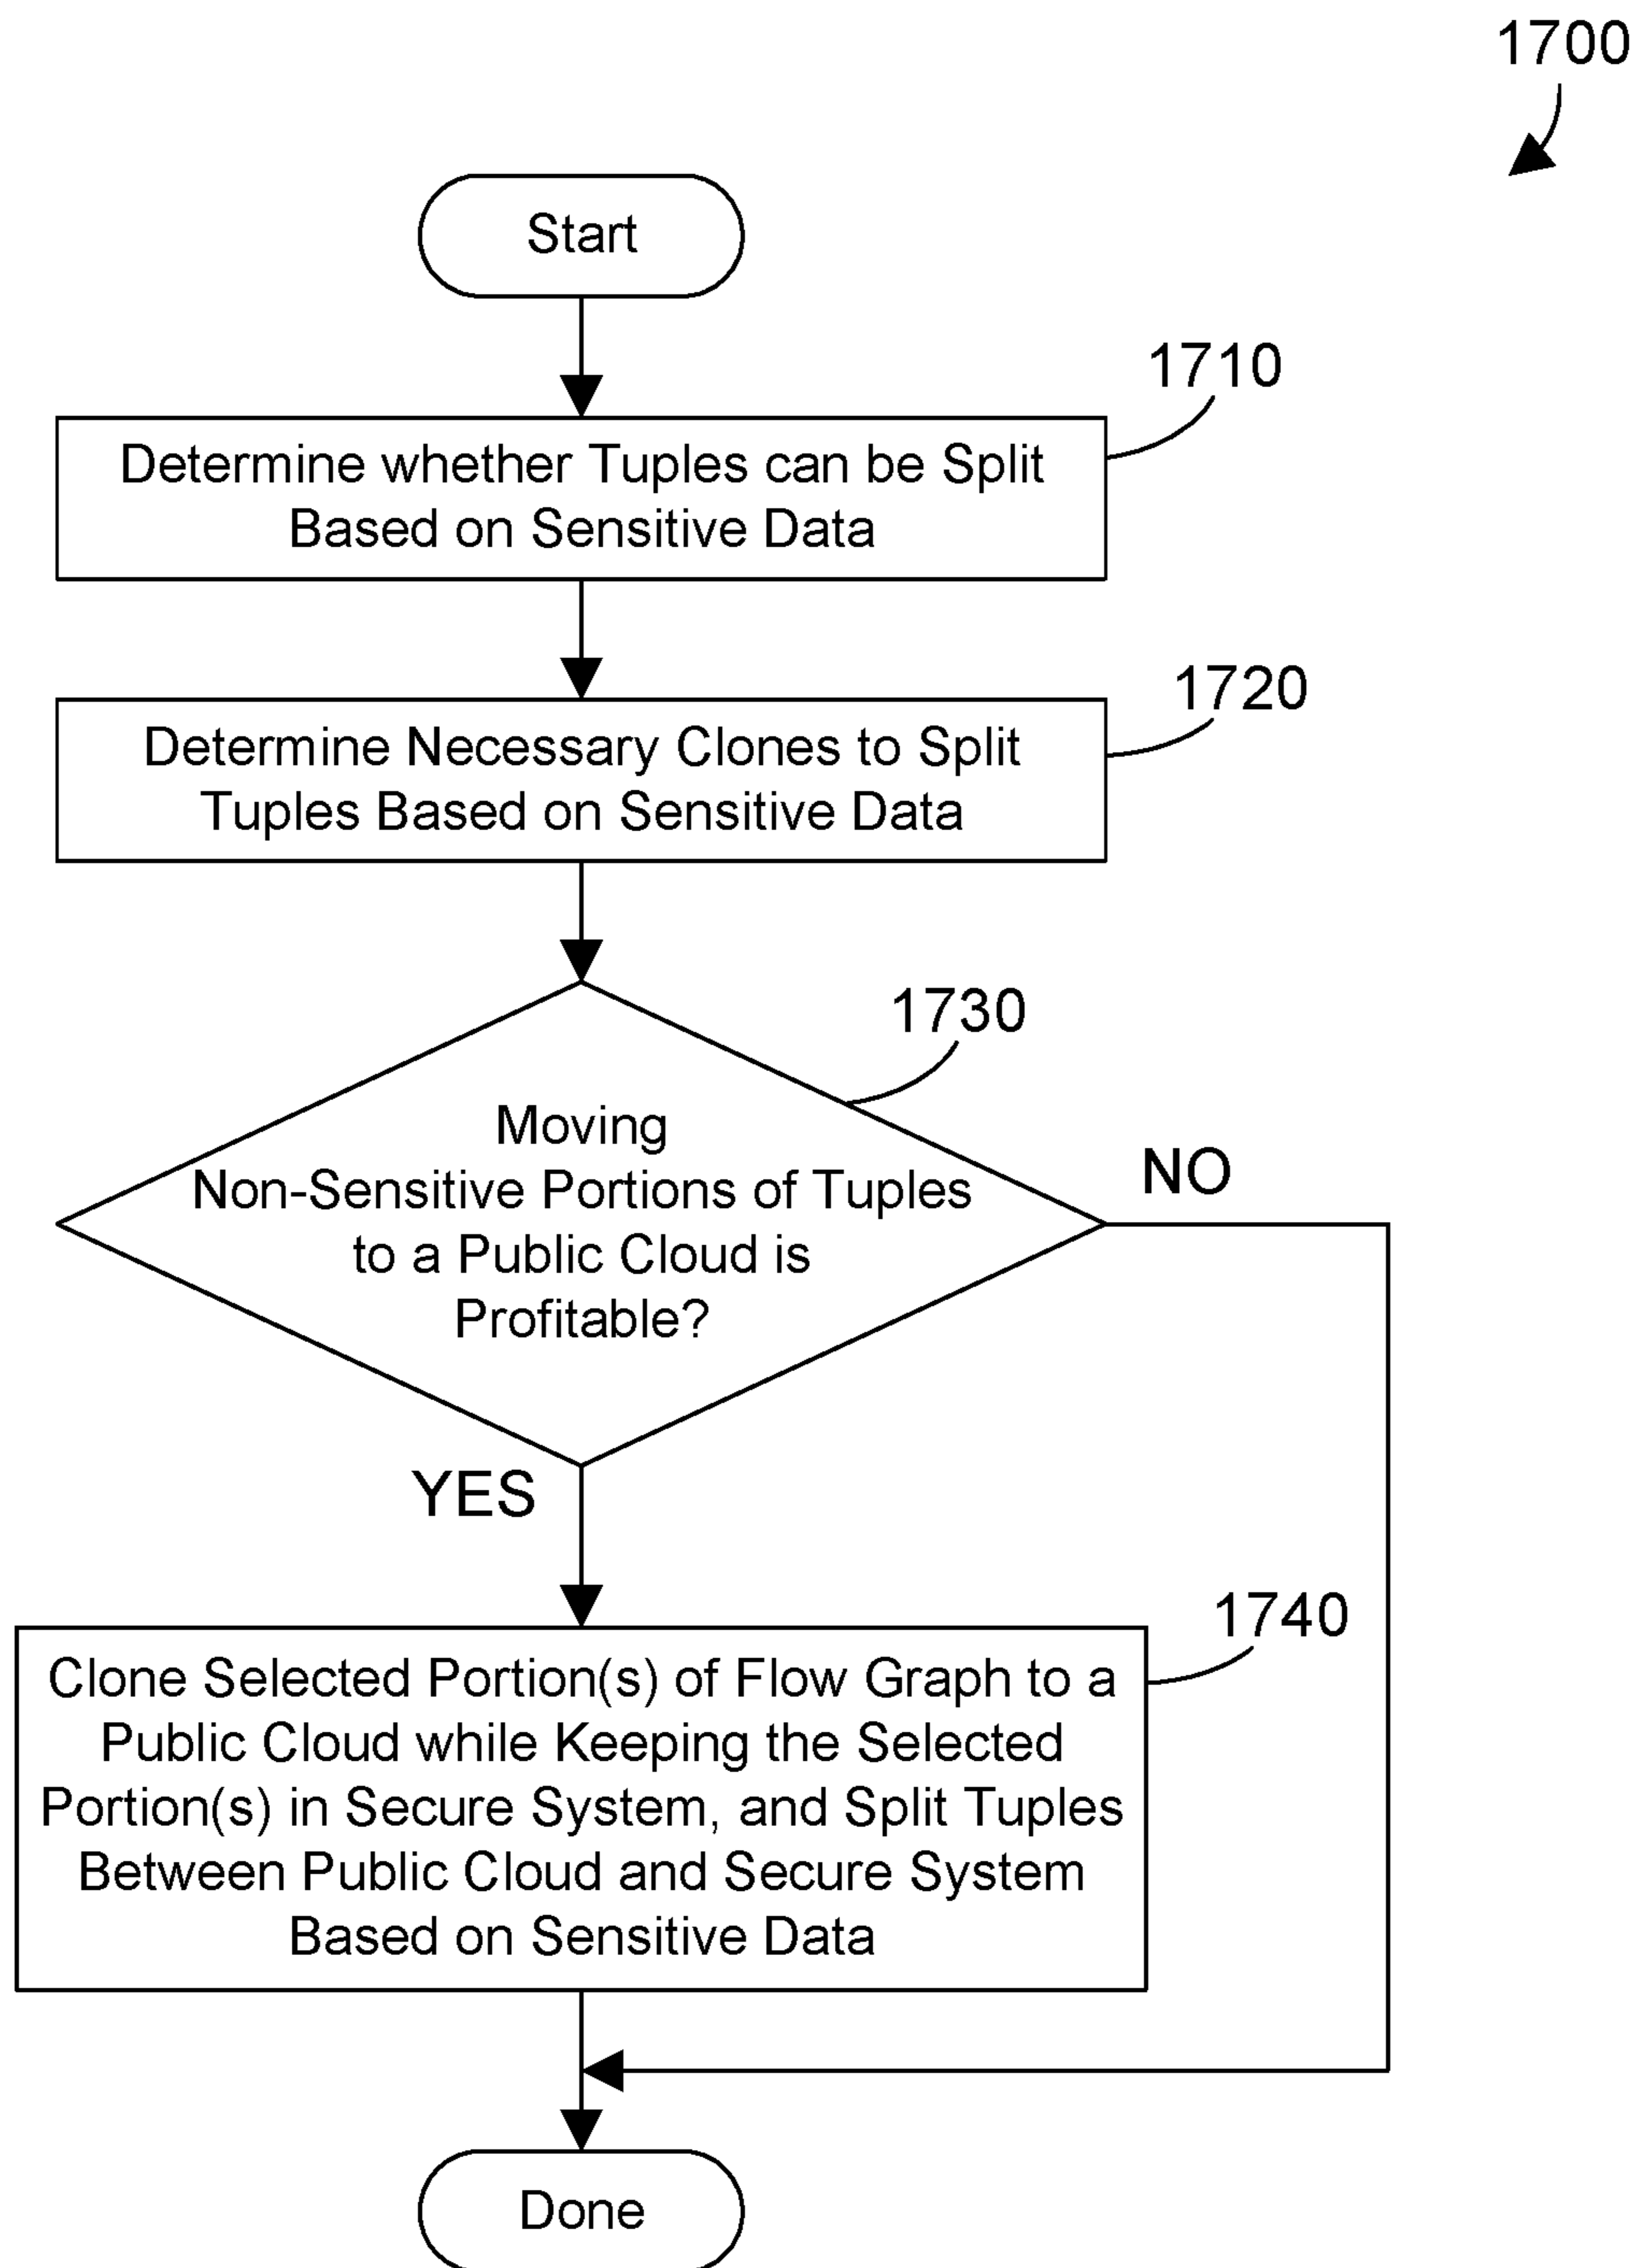 1700
Start
1710
Determine whether Tuples can be Split
Based on Sensitive Data
1720
Determine Necessary Clones to Split
Tuples Based on Sensitive Data
1730
Moving
Non-Sensitive Portions of Tuples
to a Public Cloud is
Profitable?
NO
YES
1740
Clone Selected Portion(s) of Flow Graph to a
Public Cloud while Keeping the Selected
Portion(s) in Secure System, and Split Tuples
Between Public Cloud and Secure System
Based on Sensitive Data
Done